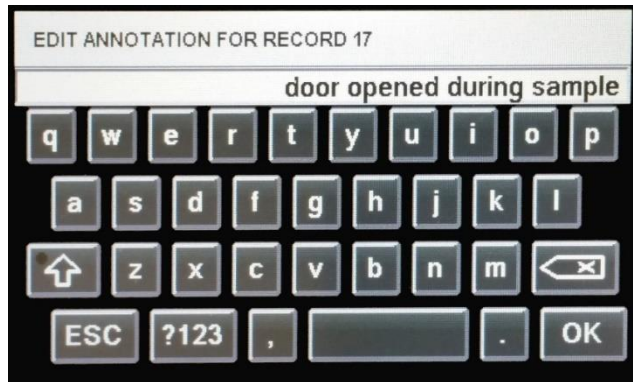 EDIT ANNOTATION FOR RECORD 17
door opened during sample
q w e r t y u i o p
a s d f g h j k l
z x c v b n m
ESC ?123 , . OK